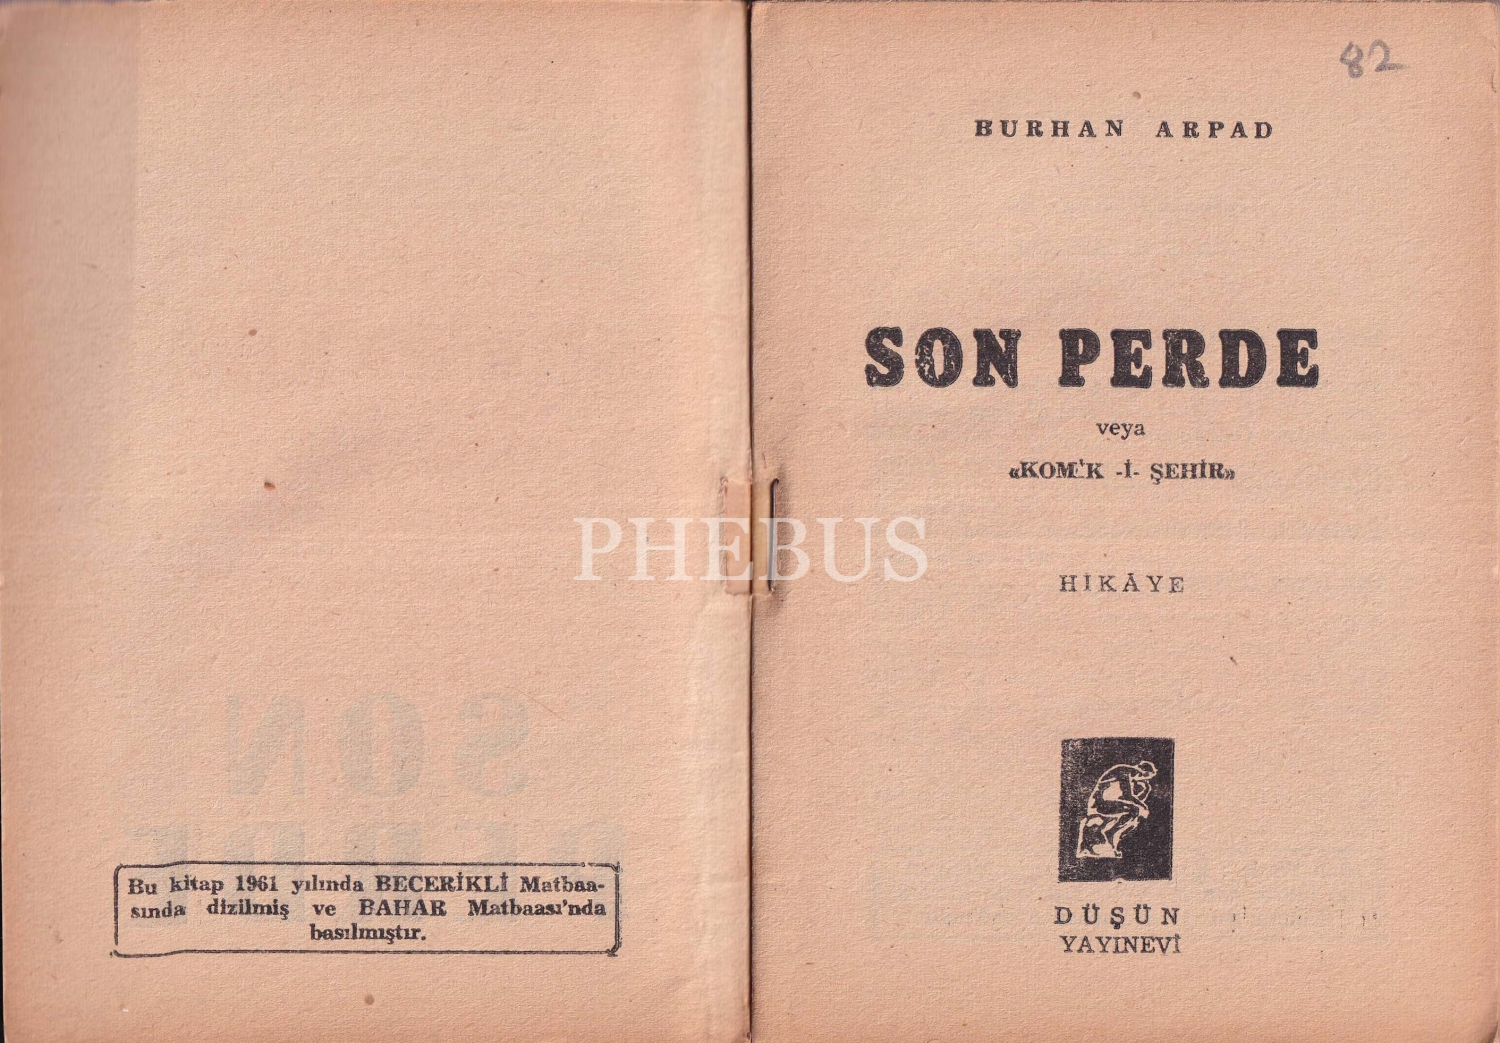 Bu kitap 1961 yılında BECERİKLİ Matbaa-
sında dizilmiş ve BAHAR Matbaası'nda
basılmıştır.
82
BURHAN ARPAD
SON PERDE
veya
«KOMİK -İ- ŞEHİR»
HİKÂYE
DÜŞÜN
YAYINEVİ
PHEBUS